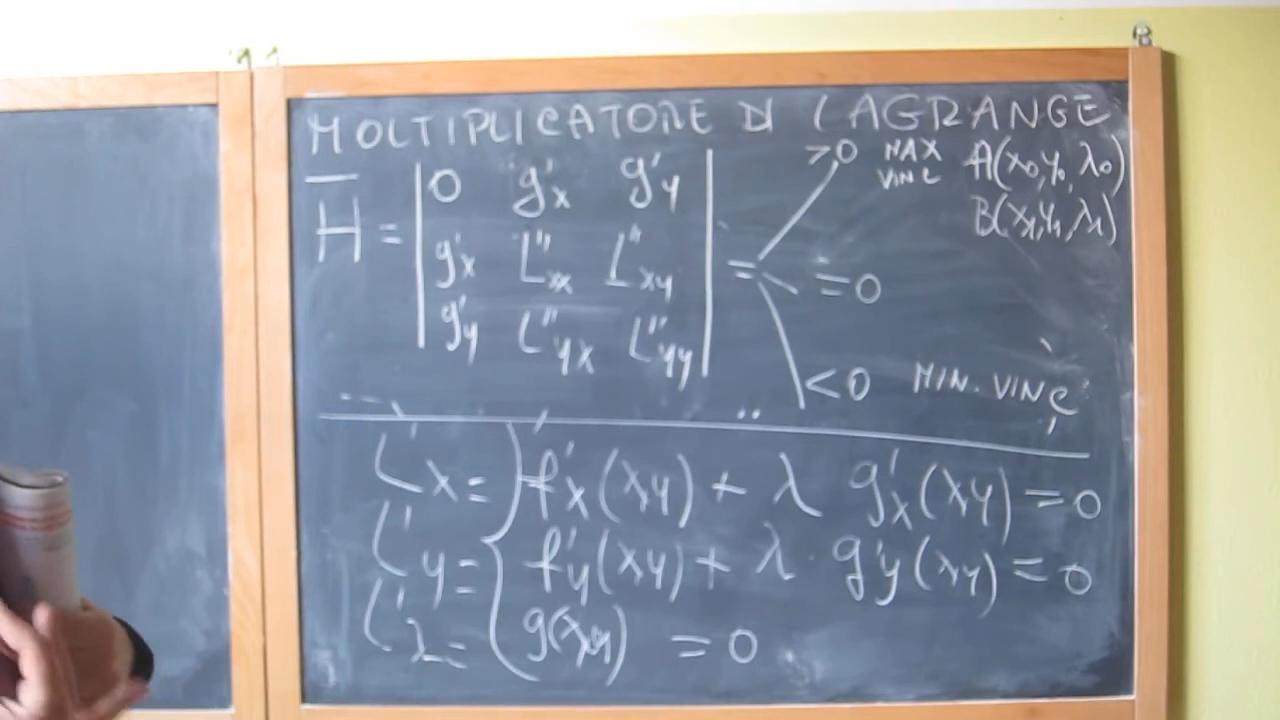 MOLTIPLICATORE DI LAGRANGE
H̅ = | 0 g'x g'y |
| g'x L''xx L''xy |
| g'y L''yx L''yy |
=
>0 MAX VINC
A(x₀,y₀,λ₀)
B(x₁,y₁,λ₁)
=0
<0 MIN. VINC
L'x = { f'x(xy) + λ g'x(xy) = 0
L'y = { f'y(xy) + λ · g'y(xy) = 0
L'λ = { g(xy) = 0